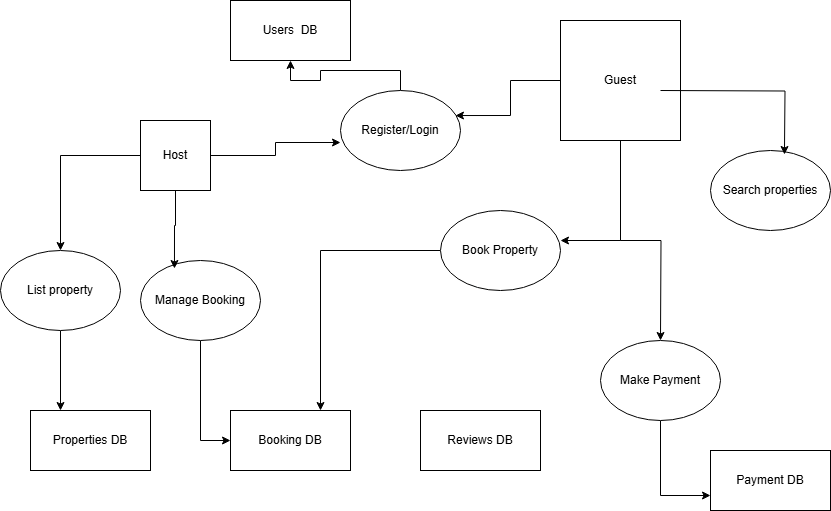 Users  DB
Guest
Register/Login
Host
Search properties
Book Property
List property
Manage Booking
Make Payment
Properties DB
Booking DB
Reviews DB
Payment DB